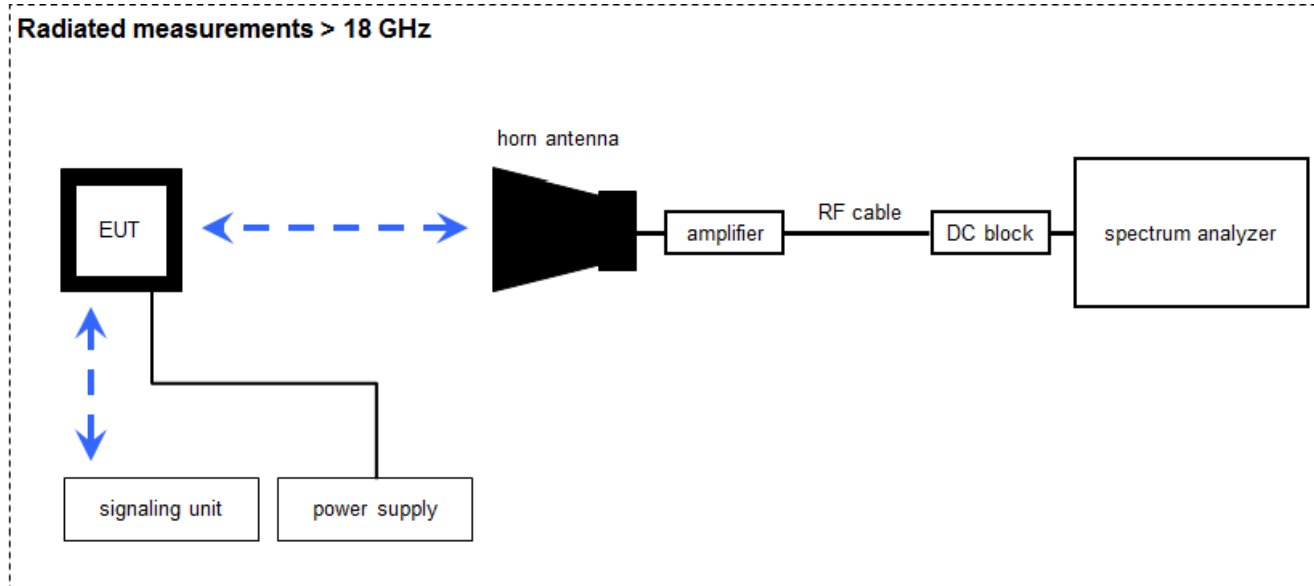 Radiated measurements > 18 GHz
horn antenna
EUT
amplifier
RF cable
DC block
spectrum analyzer
signaling unit
power supply